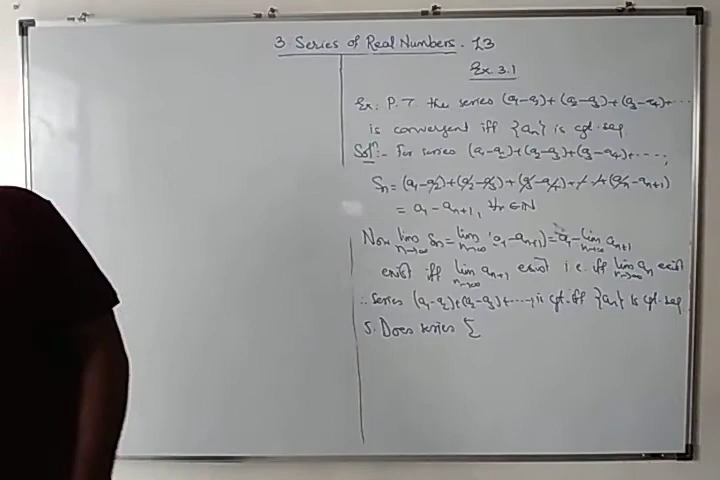 3 Series of Real Numbers. L3
Ex. 3.1
Ex: P.T. the series (a₁-a₂)+(a₂-a₃)+(a₃-a₄)+.....
is convergent iff {aₙ} is cgt. seq.
Solⁿ:- For series (a₁-a₂)+(a₂-a₃)+(a₃-a₄)+.....,
Sₙ = (a₁-a₂)+(a₂-a₃)+(a₃-a₄)+...+(aₙ-aₙ₊₁)
= a₁ - aₙ₊₁, ∀n ∈ ℕ
Now lim n→∞ Sₙ = lim n→∞ (a₁-aₙ₊₁) = a₁ - lim n→∞ aₙ₊₁
exist iff lim n→∞ aₙ₊₁ exist i.e. iff lim n→∞ aₙ exist
∴ Series (a₁-a₂)+(a₂-a₃)+....., is cgt. iff {aₙ} is cgt. seq.
5. Does series Σ